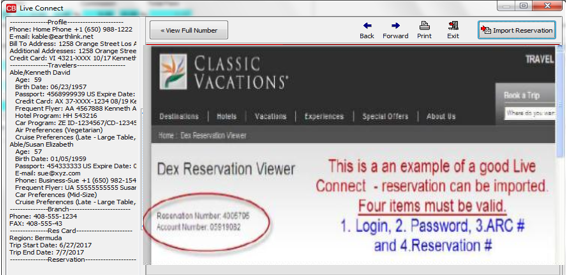 Live Connect
---------------Profile---------------
Phone: Home Phone +1 (650) 988-1222
E-mail: kable@earthlink.net
Bill To Address: 1258 Orange Street Los A
Additional Addresses: 1258 Orange Stree
Credit Card: VI 4321-XXXX 10/17 Kenneth
---------------Travelers---------------
Able/Kenneth David
Age: 59
Birth Date: 06/23/1957
Passport: 4568999939 US Expire Date:
Credit Card: AX 37-XXXX-1234 08/19 Ke
Frequent Flyer: AA 4567888 Kenneth A
Hotel Program: HH 543216
Car Program: ZE ID-1234567/CD-12345
Air Preferences (Vegetarian)
Cruise Preferences (Late - Large Table,
Able/Susan Elizabeth
Age: 57
Birth Date: 01/05/1959
Passport: 454333333 US Expire Date: C
E-mail: sue@xyz.com
Phone: Business-Sue +1 (650) 982-154
Frequent Flyer: UA 55555555555 Susan
Car Preferences (Mid-Size)
Cruise Preferences (Late - Large Table,
---------------Branch---------------
Phone: 408-555-1234
FAX: 408-555-43
---------------Res Card---------------
Region: Bermuda
Trip Start Date: 6/27/2017
Trip End Date: 7/7/2017
---------------Reservation---------------
« View Full Number
Back Forward Print Exit
Import Reservation
CLASSIC
VACATIONS®
TRAVEL
Book a Trip
Where do you wan
Destinations | Hotels | Vacations | Experiences | Special Offers | About Us
Home : Dex Reservation Viewer
Dex Reservation Viewer
Reservation Number: 4305795
Account Number: 05919082
This is a an example of a good Live
Connect - reservation can be imported.
Four items must be valid.
1. Login, 2. Password, 3.ARC #
and 4.Reservation #